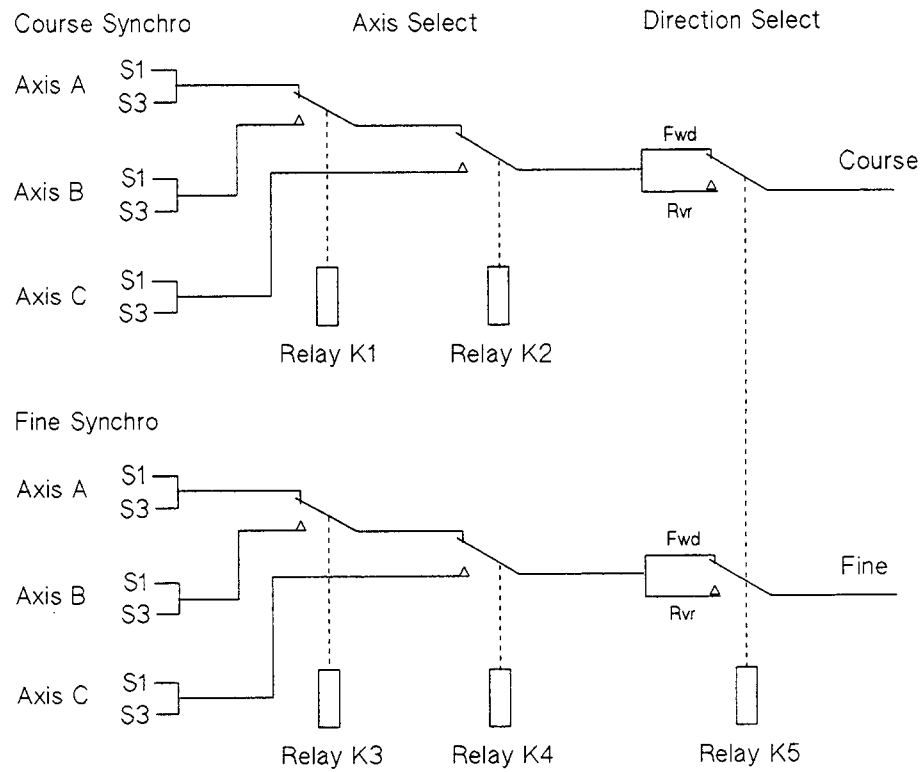 Course Synchro Axis Select Direction Select
Axis A S1
S3
Axis B S1
S3
Axis C S1
S3
Fwd
Rvr
Course
Relay K1 Relay K2
Fine Synchro
Axis A S1
S3
Axis B S1
S3
Axis C S1
S3
Fwd
Rvr
Fine
Relay K3 Relay K4 Relay K5